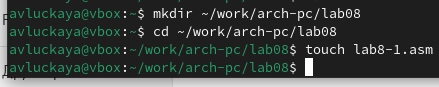 avluckaya@vbox:~$ mkdir ~/work/arch-pc/lab08
avluckaya@vbox:~$ cd ~/work/arch-pc/lab08
avluckaya@vbox:~/work/arch-pc/lab08$ touch lab8-1.asm
avluckaya@vbox:~/work/arch-pc/lab08$